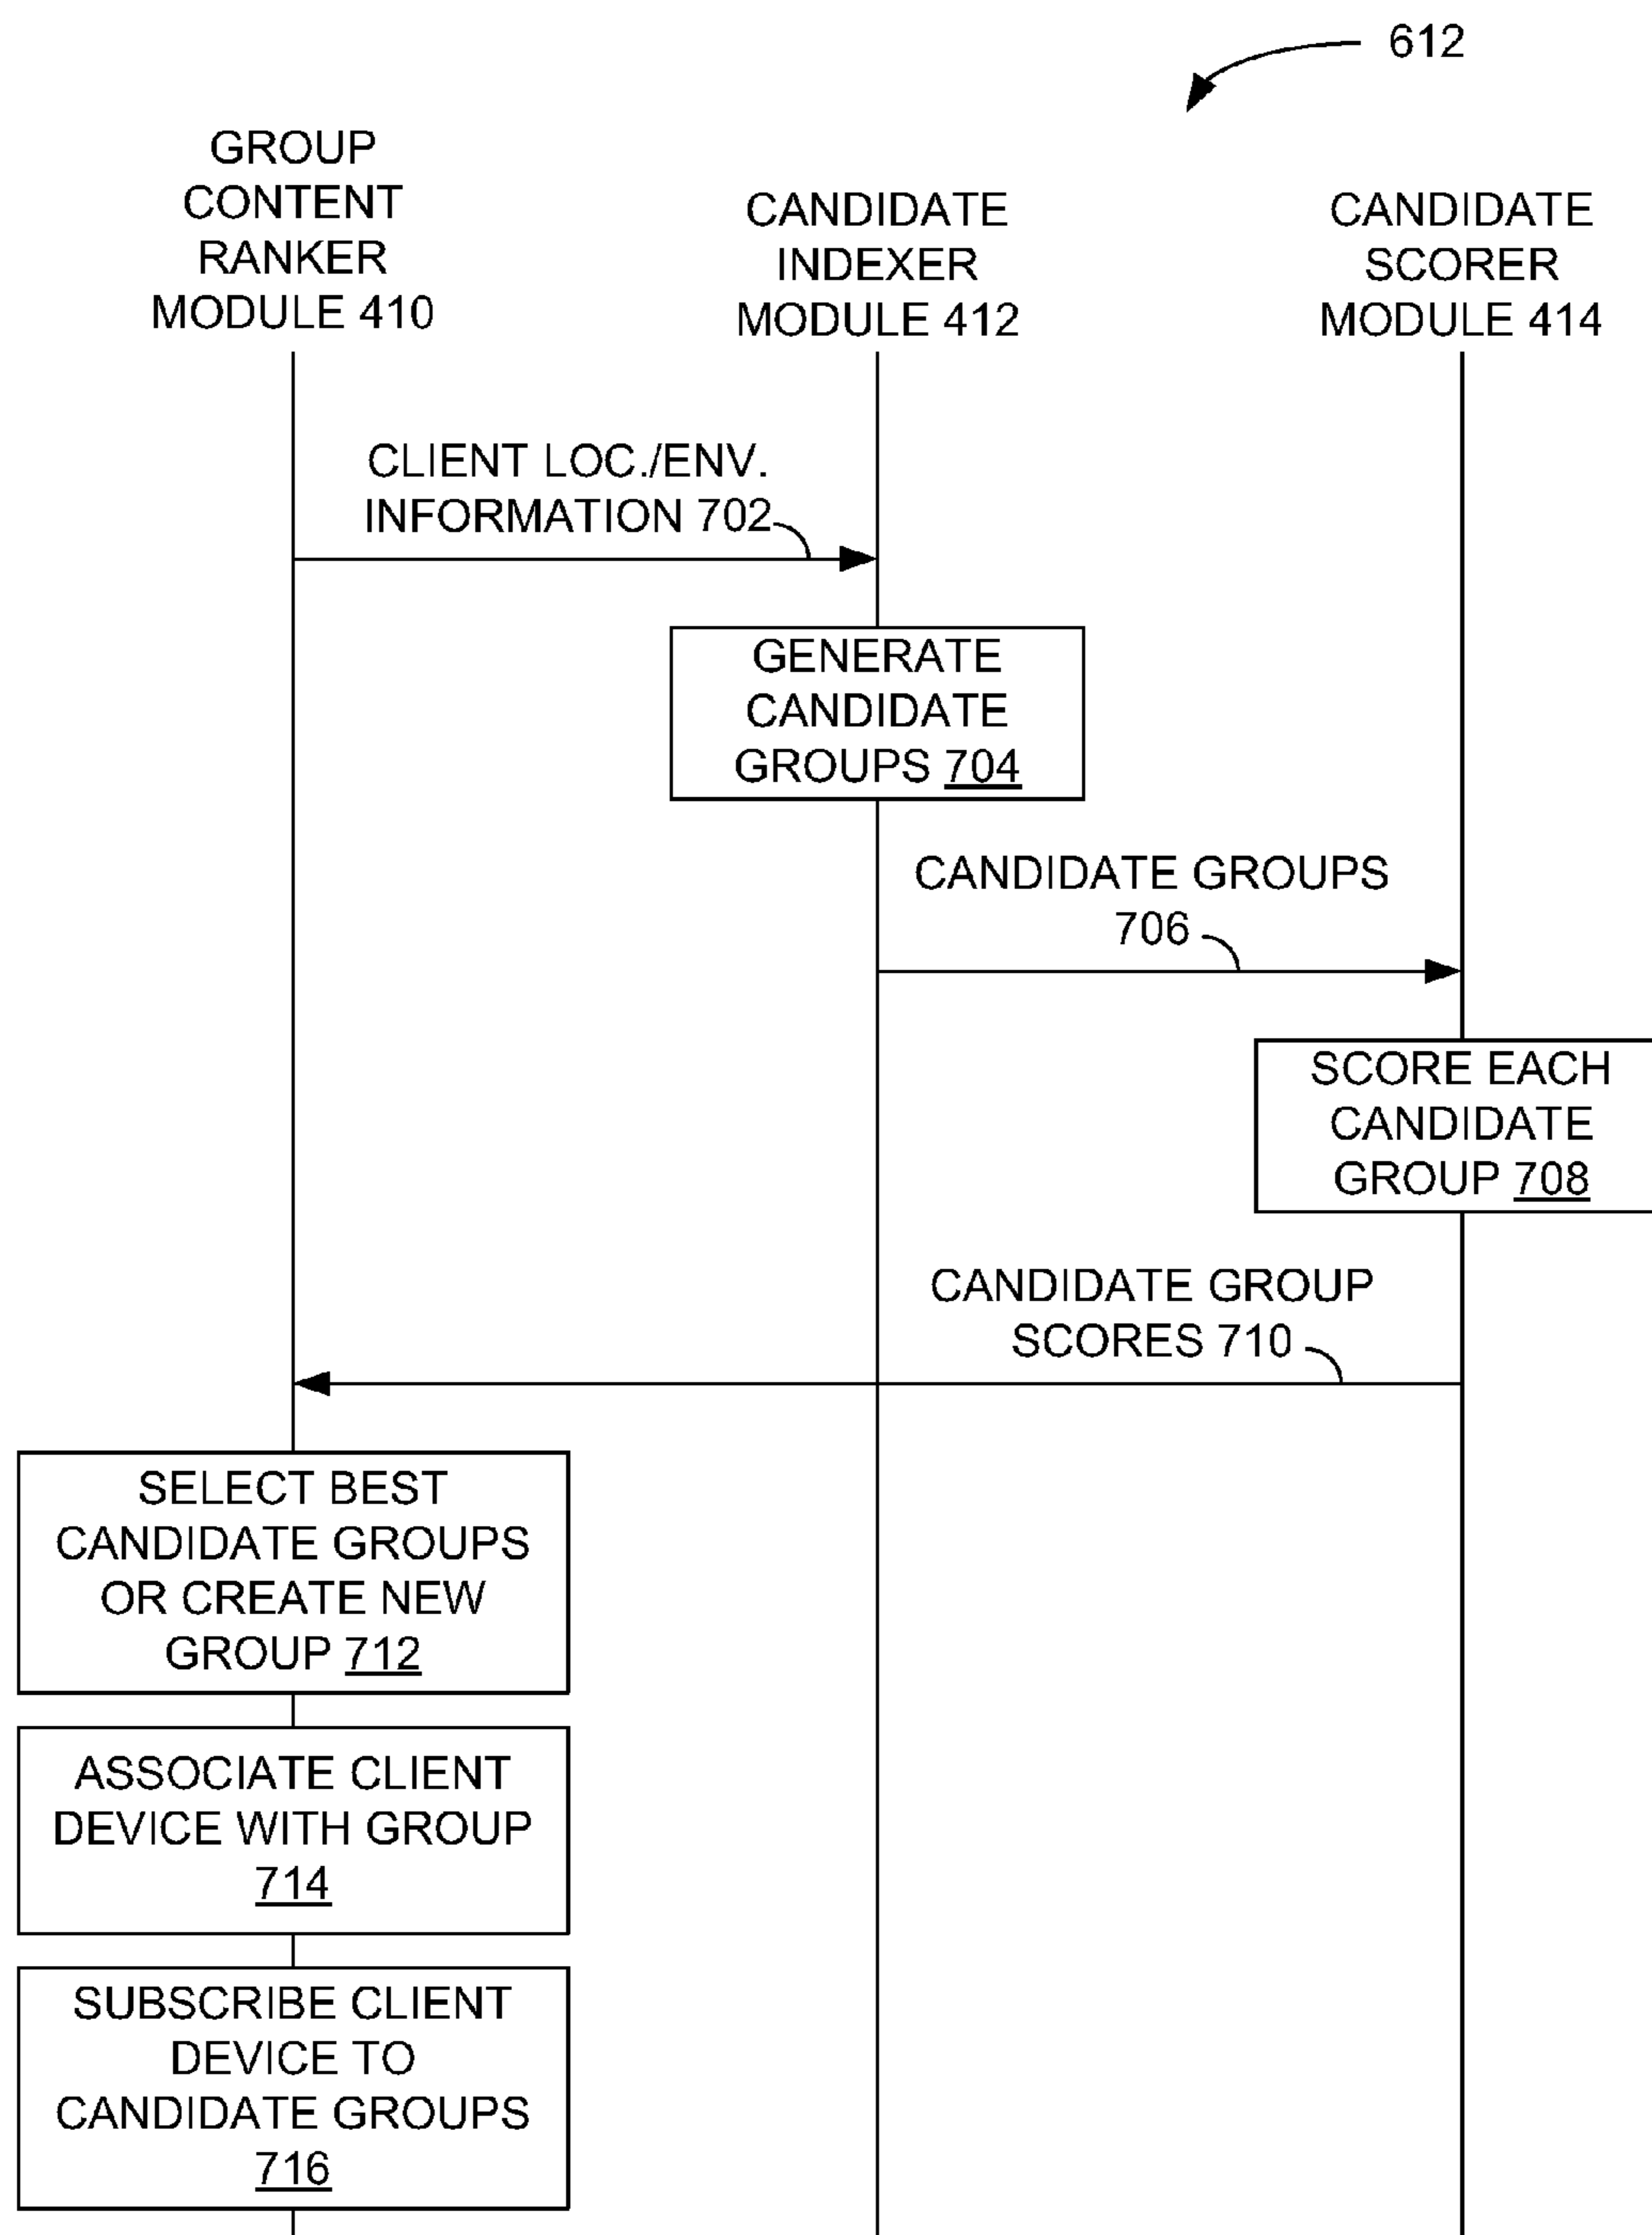 612
GROUP
CONTENT
RANKER
MODULE 410
CANDIDATE
INDEXER
MODULE 412
CANDIDATE
SCORER
MODULE 414
CLIENT LOC./ENV.
INFORMATION 702
GENERATE
CANDIDATE
GROUPS 704
CANDIDATE GROUPS
706
SCORE EACH
CANDIDATE
GROUP 708
CANDIDATE GROUP
SCORES 710
SELECT BEST
CANDIDATE GROUPS
OR CREATE NEW
GROUP 712
ASSOCIATE CLIENT
DEVICE WITH GROUP
714
SUBSCRIBE CLIENT
DEVICE TO
CANDIDATE GROUPS
716